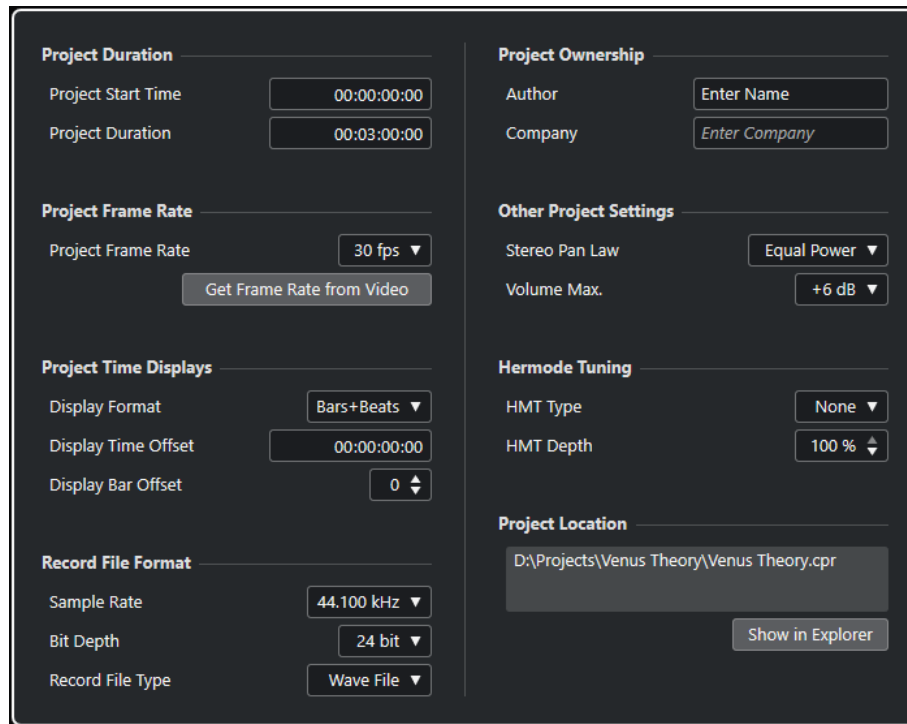 Project Duration
Project Start Time 00:00:00:00
Project Duration 00:03:00:00
Project Frame Rate
Project Frame Rate 30 fps
Get Frame Rate from Video
Project Time Displays
Display Format Bars+Beats
Display Time Offset 00:00:00:00
Display Bar Offset 0
Record File Format
Sample Rate 44.100 kHz
Bit Depth 24 bit
Record File Type Wave File
Project Ownership
Author Enter Name
Company Enter Company
Other Project Settings
Stereo Pan Law Equal Power
Volume Max. +6 dB
Hermode Tuning
HMT Type None
HMT Depth 100 %
Project Location
D:\Projects\Venus Theory\Venus Theory.cpr
Show in Explorer